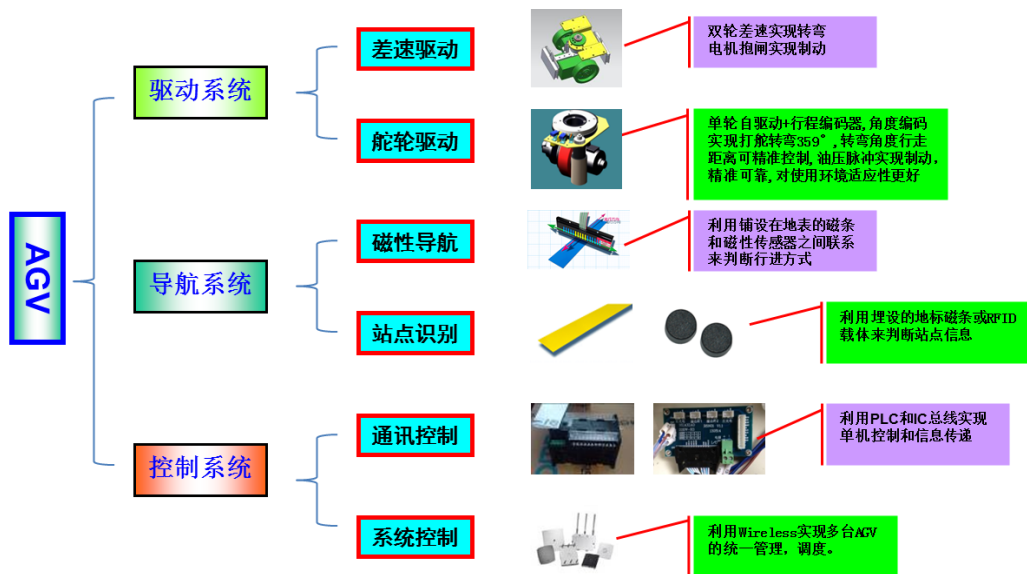 AGV
驱动系统
差速驱动
双轮差速实现转弯
电机抱闸实现制动
舵轮驱动
单轮自驱动+行程编码器,角度编码
实现打舵转弯359°,转弯角度行走
距离可精准控制,油压脉冲实现制动,
精准可靠,对使用环境适应性更好
导航系统
磁性导航
利用铺设在地表的磁条
和磁性传感器之间联系
来判断行进方式
站点识别
利用埋设的地标磁条或RFID
载体来判断站点信息
控制系统
通讯控制
利用PLC和IC总线实现
单机控制和信息传递
系统控制
利用Wireless实现多台AGV
的统一管理，调度。